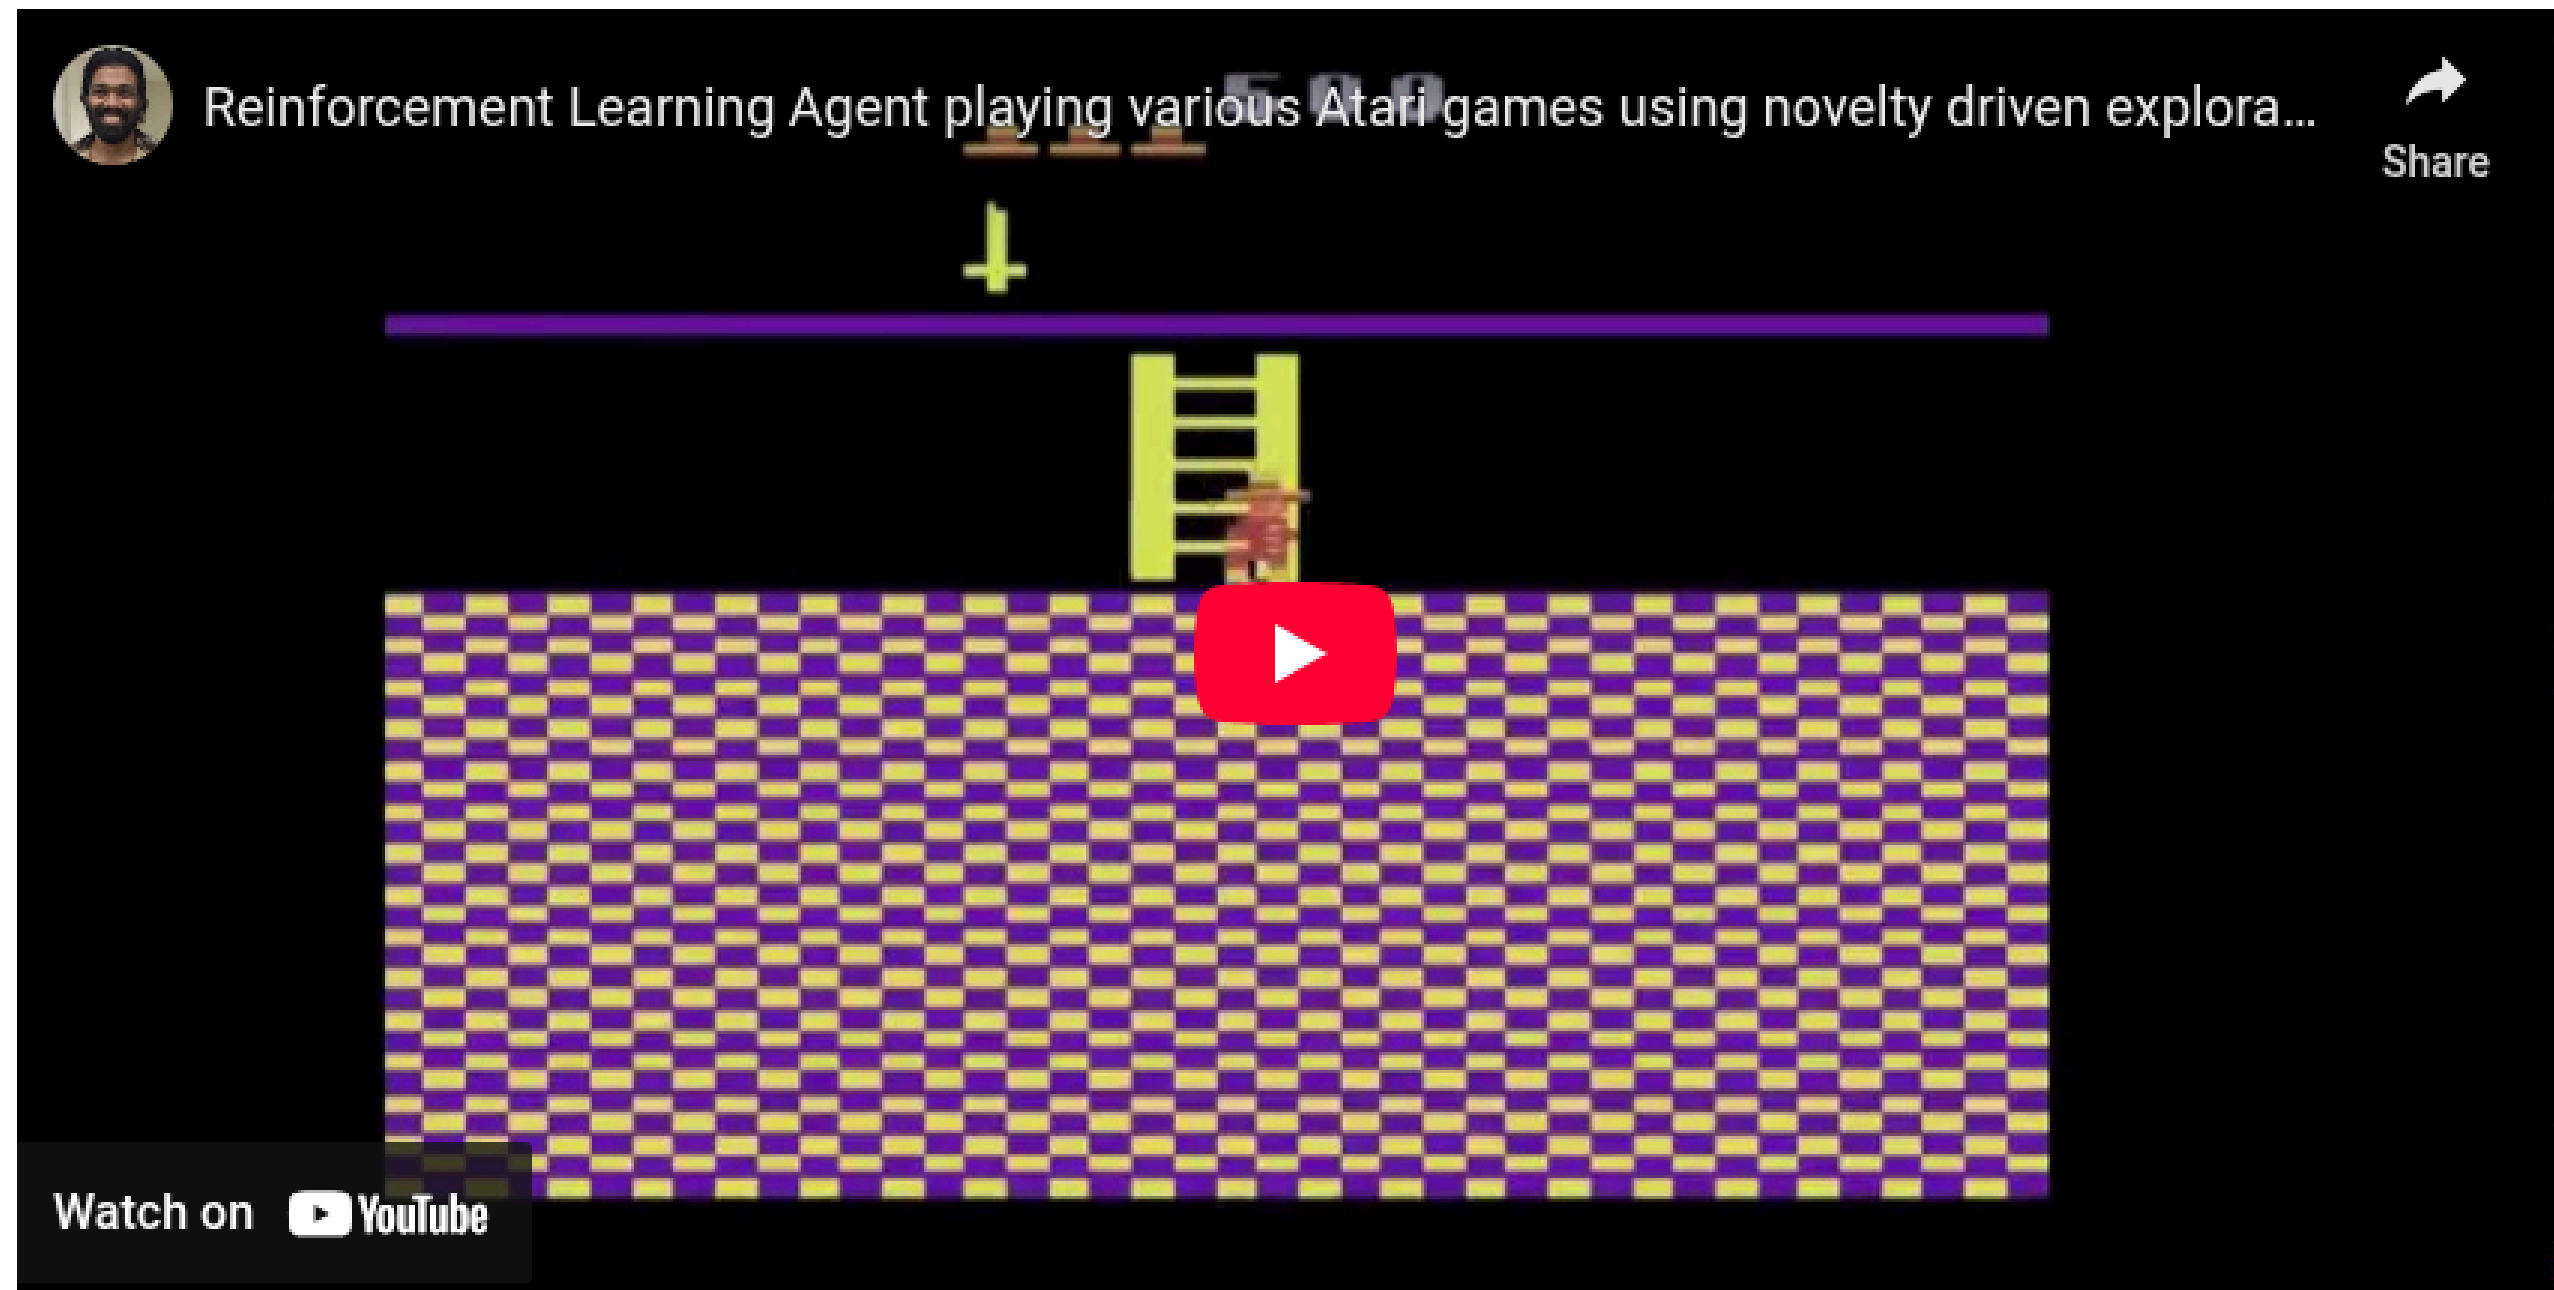 Reinforcement Learning Agent playing various Atari games using novelty driven explora...
Share
Watch on YouTube